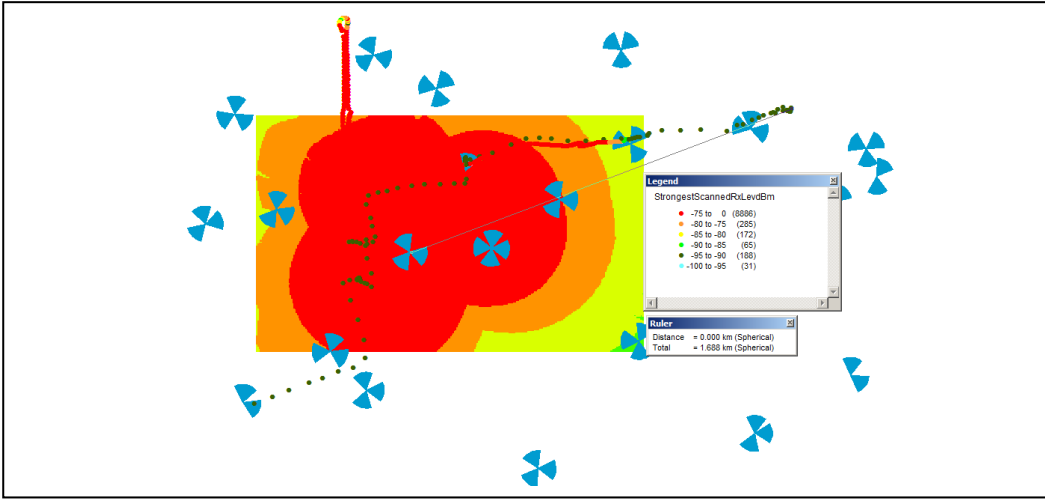 Legend
StrongestScannedRxLevdBm
-75 to 0 (8886)
-80 to -75 (285)
-85 to -80 (172)
-90 to -85 (65)
-95 to -90 (188)
-100 to -95 (31)
Ruler
Distance = 0.000 km (Spherical)
Total = 1.688 km (Spherical)